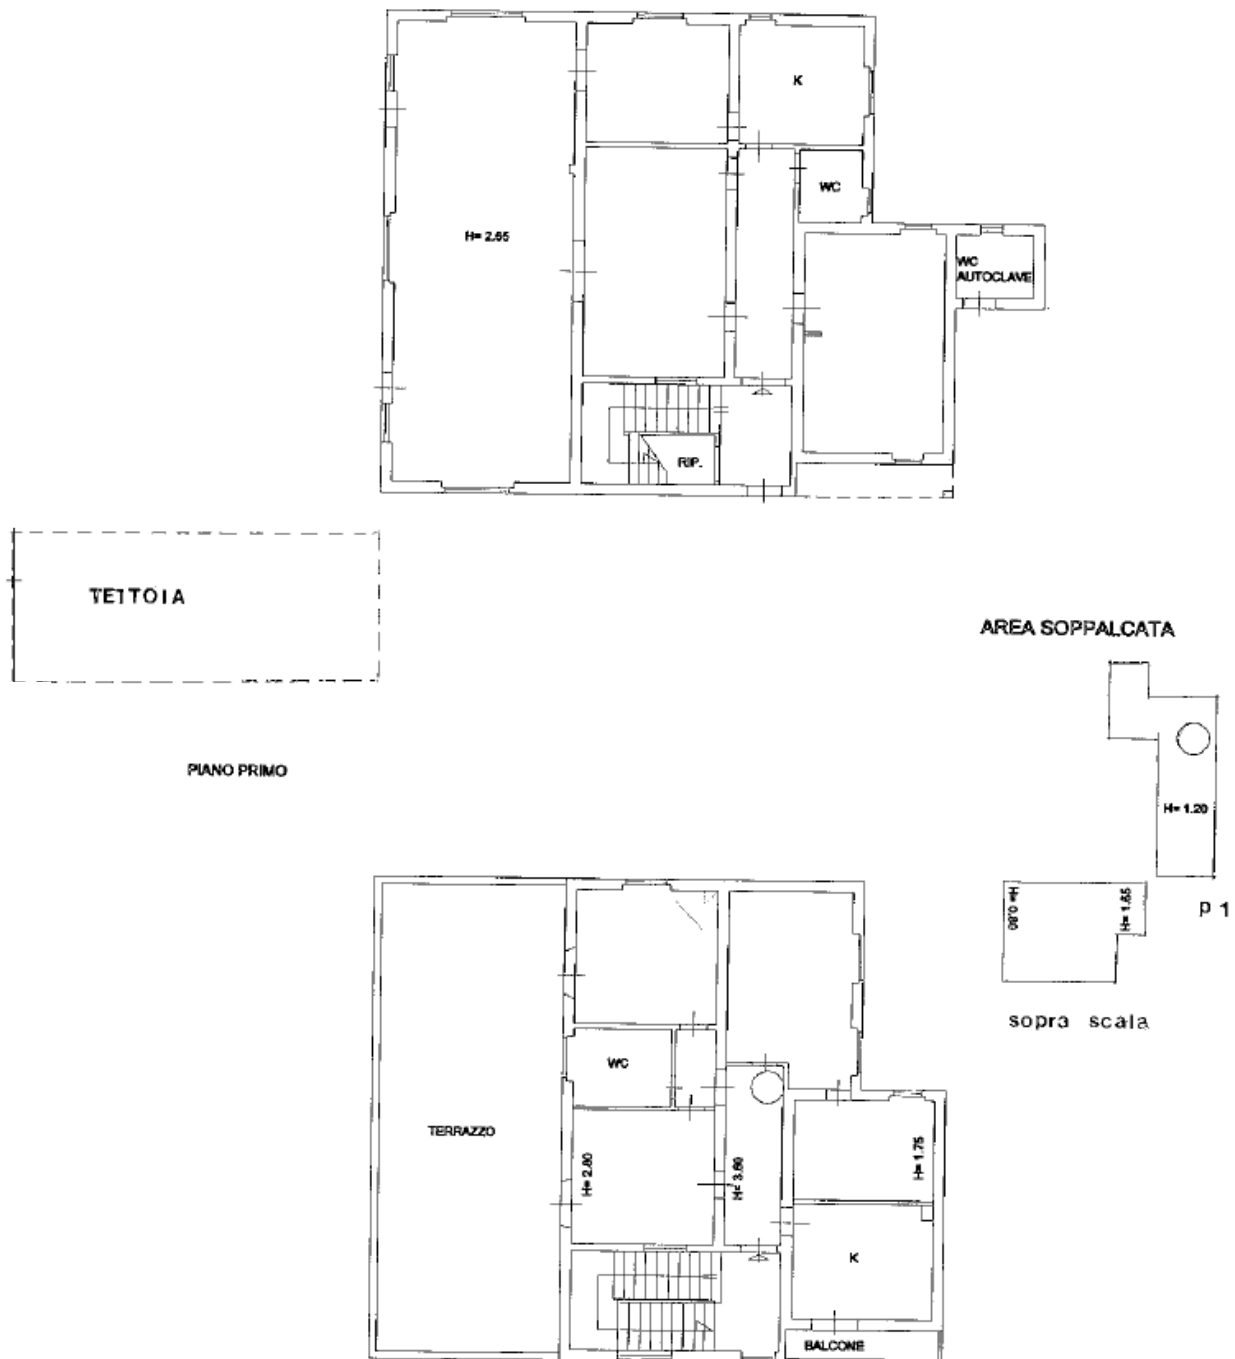 K
WC
H= 2.65
WC
AUTOCLAVE
RIP.
TETTOIA
AREA SOPPALCATA
PIANO PRIMO
H= 1.20
H= 0.80
H= 1.65
p 1
sopra scala
WC
TERRAZZO
H= 2.80
H= 3.60
H= 1.75
K
BALCONE